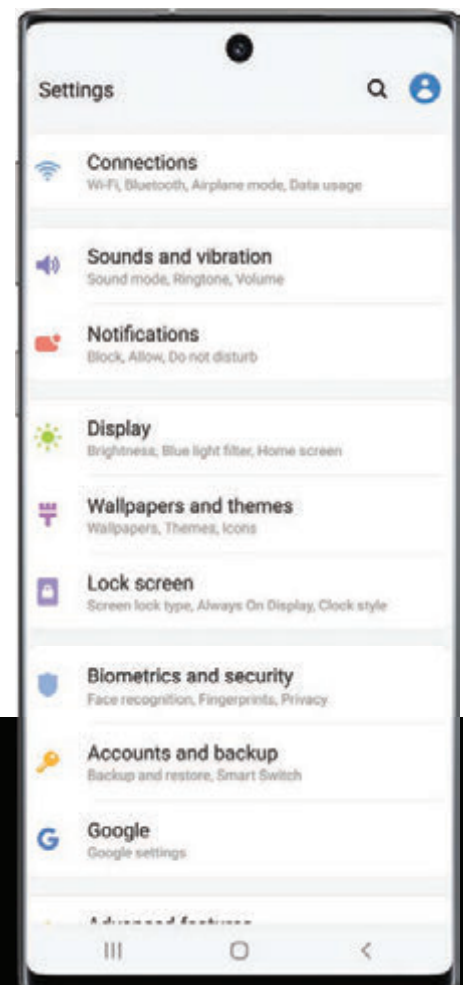 Settings
Connections
Wi-Fi, Bluetooth, Airplane mode, Data usage
Sounds and vibration
Sound mode, Ringtone, Volume
Notifications
Block, Allow, Do not disturb
Display
Brightness, Blue light filter, Home screen
Wallpapers and themes
Wallpapers, Themes, Icons
Lock screen
Screen lock type, Always On Display, Clock style
Biometrics and security
Face recognition, Fingerprints, Privacy
Accounts and backup
Backup and restore, Smart Switch
Google
Google settings
Advanced features